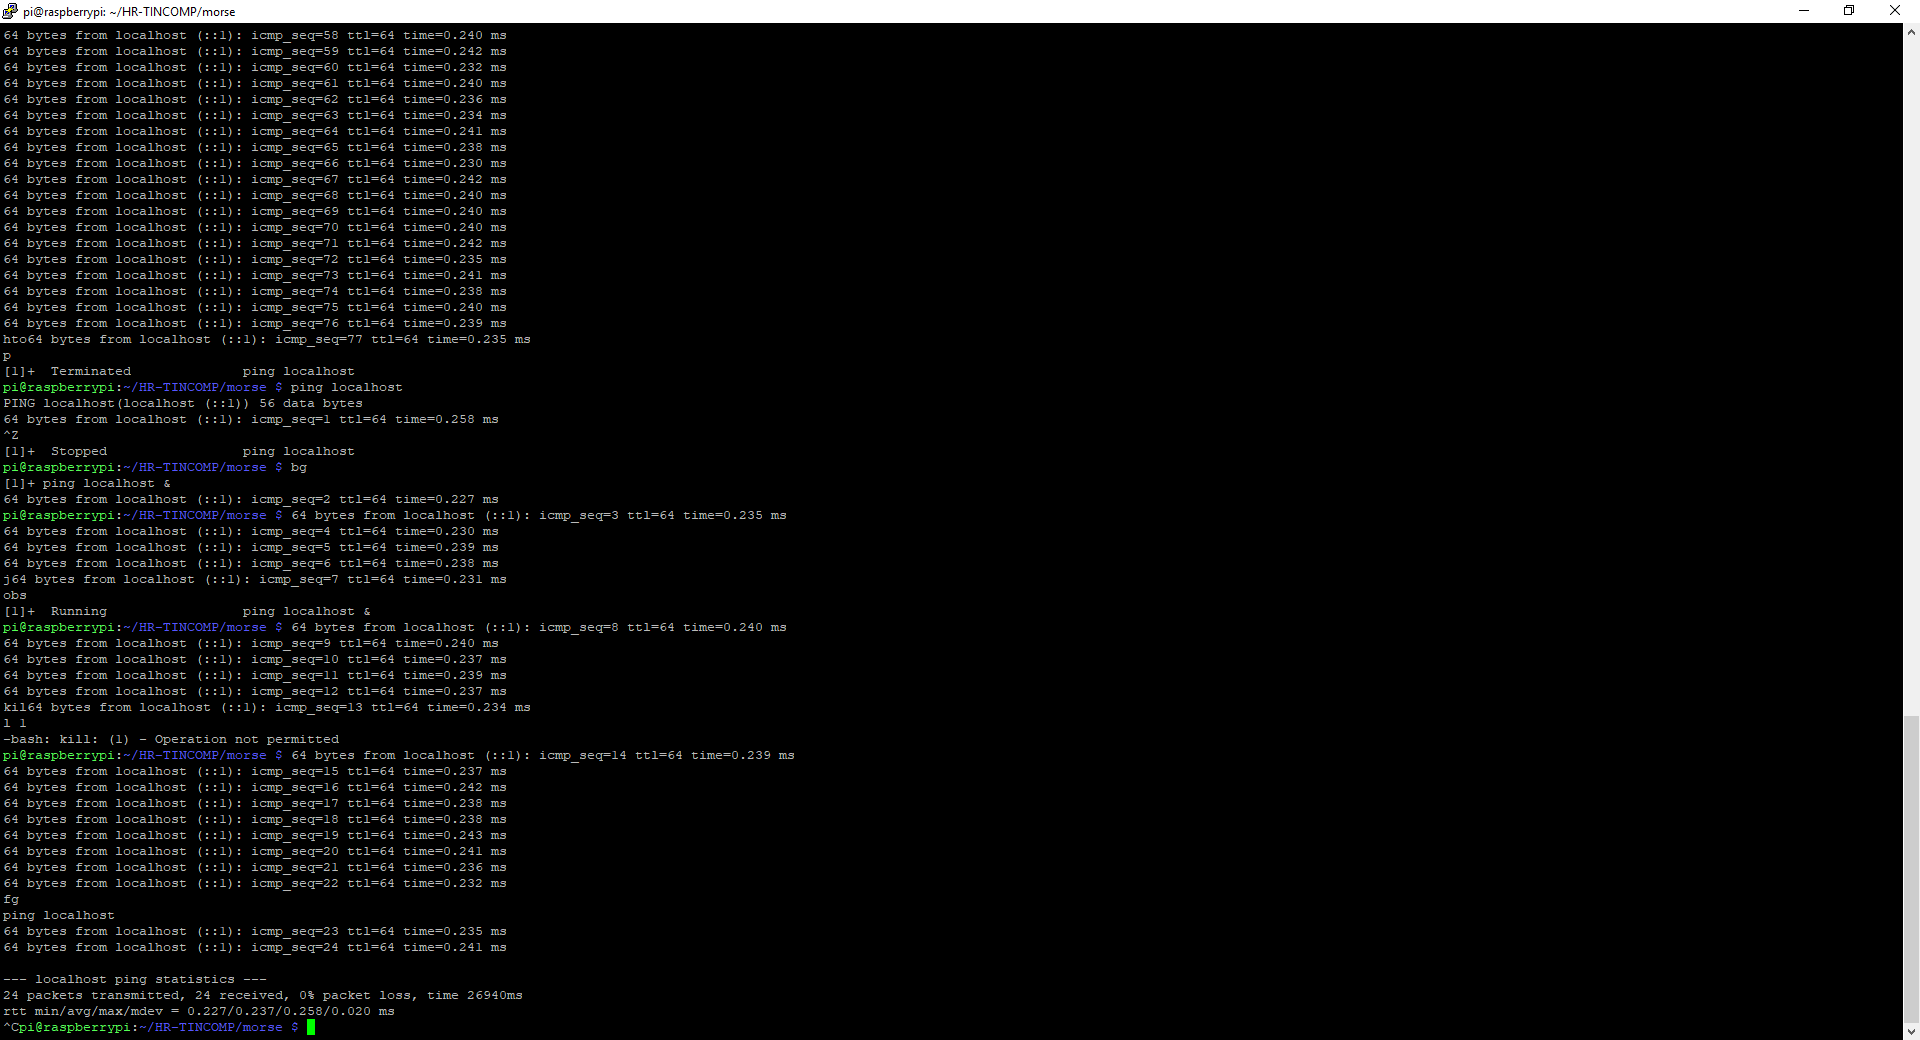 pi@raspberrypi: ~/HR-TINCOMP/morse
64 bytes from localhost (::1): icmp_seq=58 ttl=64 time=0.240 ms
64 bytes from localhost (::1): icmp_seq=59 ttl=64 time=0.242 ms
64 bytes from localhost (::1): icmp_seq=60 ttl=64 time=0.232 ms
64 bytes from localhost (::1): icmp_seq=61 ttl=64 time=0.240 ms
64 bytes from localhost (::1): icmp_seq=62 ttl=64 time=0.236 ms
64 bytes from localhost (::1): icmp_seq=63 ttl=64 time=0.234 ms
64 bytes from localhost (::1): icmp_seq=64 ttl=64 time=0.241 ms
64 bytes from localhost (::1): icmp_seq=65 ttl=64 time=0.238 ms
64 bytes from localhost (::1): icmp_seq=66 ttl=64 time=0.230 ms
64 bytes from localhost (::1): icmp_seq=67 ttl=64 time=0.242 ms
64 bytes from localhost (::1): icmp_seq=68 ttl=64 time=0.240 ms
64 bytes from localhost (::1): icmp_seq=69 ttl=64 time=0.240 ms
64 bytes from localhost (::1): icmp_seq=70 ttl=64 time=0.240 ms
64 bytes from localhost (::1): icmp_seq=71 ttl=64 time=0.242 ms
64 bytes from localhost (::1): icmp_seq=72 ttl=64 time=0.235 ms
64 bytes from localhost (::1): icmp_seq=73 ttl=64 time=0.241 ms
64 bytes from localhost (::1): icmp_seq=74 ttl=64 time=0.238 ms
64 bytes from localhost (::1): icmp_seq=75 ttl=64 time=0.240 ms
64 bytes from localhost (::1): icmp_seq=76 ttl=64 time=0.239 ms
hto64 bytes from localhost (::1): icmp_seq=77 ttl=64 time=0.235 ms
p
[1]+  Terminated              ping localhost
pi@raspberrypi:~/HR-TINCOMP/morse $ ping localhost
PING localhost(localhost (::1)) 56 data bytes
64 bytes from localhost (::1): icmp_seq=1 ttl=64 time=0.258 ms
^Z
[1]+  Stopped                 ping localhost
pi@raspberrypi:~/HR-TINCOMP/morse $ bg
[1]+ ping localhost &
64 bytes from localhost (::1): icmp_seq=2 ttl=64 time=0.227 ms
pi@raspberrypi:~/HR-TINCOMP/morse $ 64 bytes from localhost (::1): icmp_seq=3 ttl=64 time=0.235 ms
64 bytes from localhost (::1): icmp_seq=4 ttl=64 time=0.230 ms
64 bytes from localhost (::1): icmp_seq=5 ttl=64 time=0.239 ms
64 bytes from localhost (::1): icmp_seq=6 ttl=64 time=0.238 ms
j64 bytes from localhost (::1): icmp_seq=7 ttl=64 time=0.231 ms
obs
[1]+  Running                 ping localhost &
pi@raspberrypi:~/HR-TINCOMP/morse $ 64 bytes from localhost (::1): icmp_seq=8 ttl=64 time=0.240 ms
64 bytes from localhost (::1): icmp_seq=9 ttl=64 time=0.240 ms
64 bytes from localhost (::1): icmp_seq=10 ttl=64 time=0.237 ms
64 bytes from localhost (::1): icmp_seq=11 ttl=64 time=0.239 ms
64 bytes from localhost (::1): icmp_seq=12 ttl=64 time=0.237 ms
kil64 bytes from localhost (::1): icmp_seq=13 ttl=64 time=0.234 ms
l 1
-bash: kill: (1) - Operation not permitted
pi@raspberrypi:~/HR-TINCOMP/morse $ 64 bytes from localhost (::1): icmp_seq=14 ttl=64 time=0.239 ms
64 bytes from localhost (::1): icmp_seq=15 ttl=64 time=0.237 ms
64 bytes from localhost (::1): icmp_seq=16 ttl=64 time=0.242 ms
64 bytes from localhost (::1): icmp_seq=17 ttl=64 time=0.238 ms
64 bytes from localhost (::1): icmp_seq=18 ttl=64 time=0.238 ms
64 bytes from localhost (::1): icmp_seq=19 ttl=64 time=0.243 ms
64 bytes from localhost (::1): icmp_seq=20 ttl=64 time=0.241 ms
64 bytes from localhost (::1): icmp_seq=21 ttl=64 time=0.236 ms
64 bytes from localhost (::1): icmp_seq=22 ttl=64 time=0.232 ms
fg
ping localhost
64 bytes from localhost (::1): icmp_seq=23 ttl=64 time=0.235 ms
64 bytes from localhost (::1): icmp_seq=24 ttl=64 time=0.241 ms
--- localhost ping statistics ---
24 packets transmitted, 24 received, 0% packet loss, time 26940ms
rtt min/avg/max/mdev = 0.227/0.237/0.258/0.020 ms
^Cpi@raspberrypi:~/HR-TINCOMP/morse $